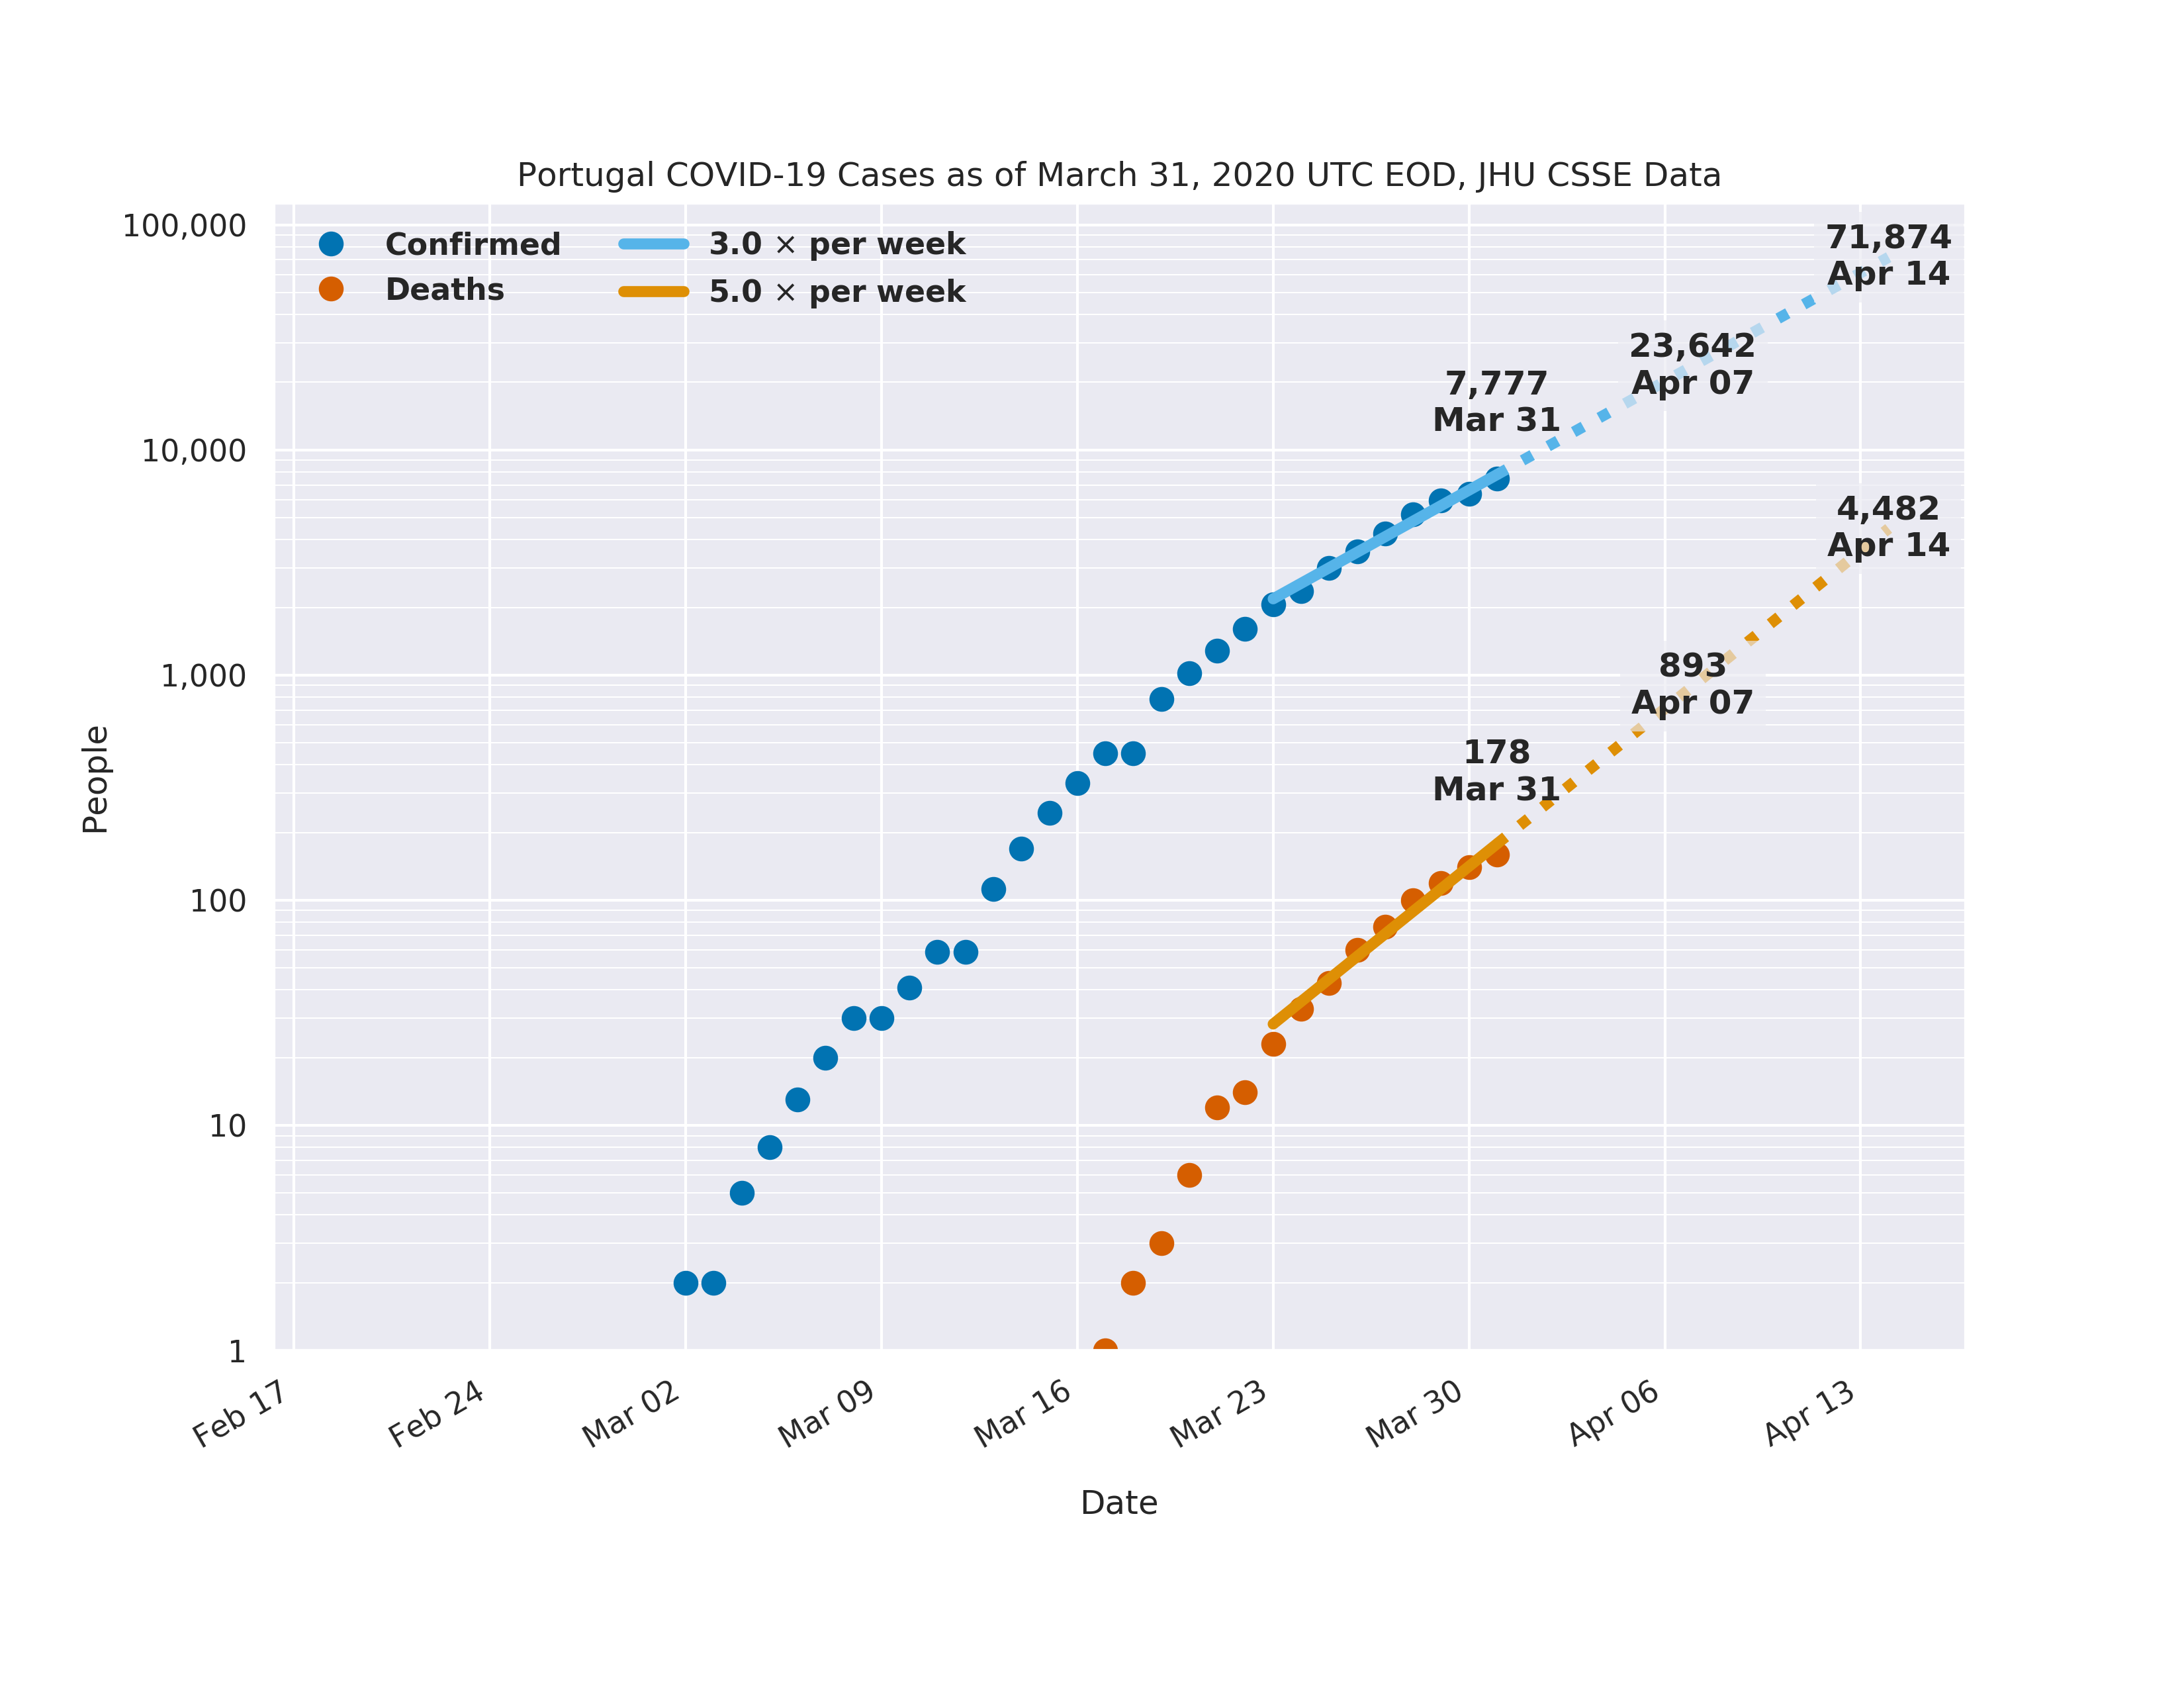 Portugal COVID-19 Cases as of March 31, 2020 UTC EOD, JHU CSSE Data
Confirmed
Deaths
3.0 × per week
5.0 × per week
71,874
Apr 14
23,642
Apr 07
7,777
Mar 31
4,482
Apr 14
893
Apr 07
178
Mar 31
100,000
10,000
1,000
100
10
1
People
Feb 17
Feb 24
Mar 02
Mar 09
Mar 16
Mar 23
Mar 30
Apr 06
Apr 13
Date